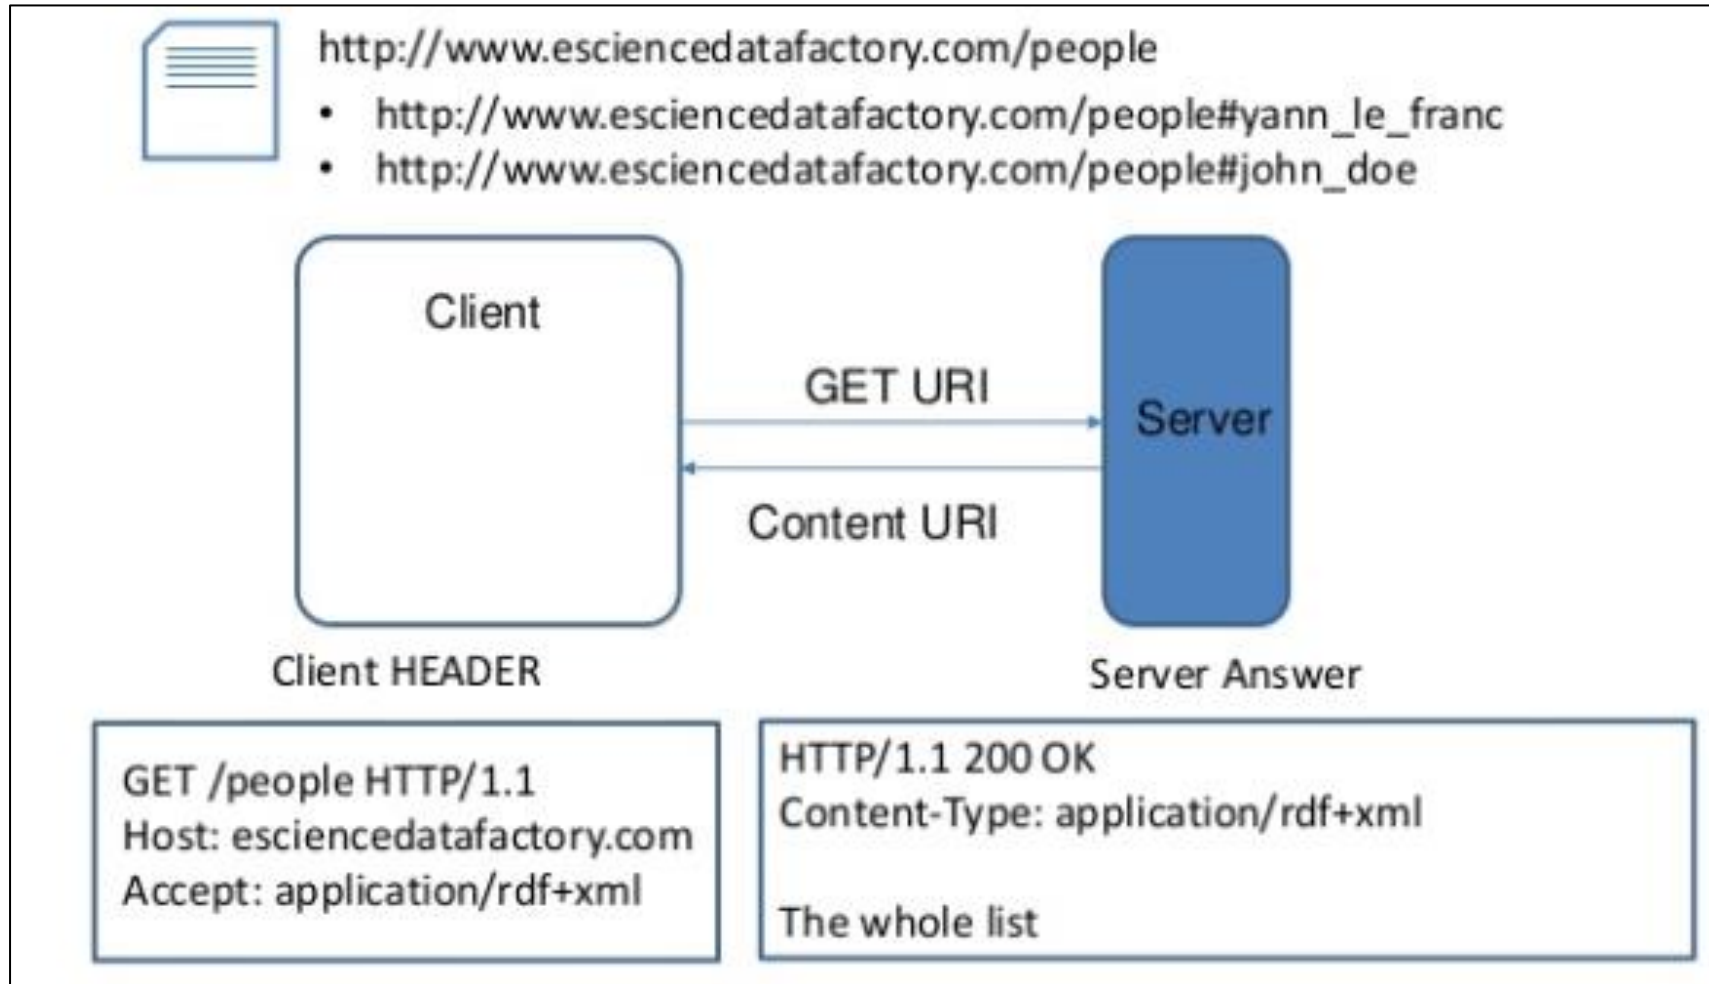 http://www.esciencedatafactory.com/people
• http://www.esciencedatafactory.com/people#yann_le_franc
• http://www.esciencedatafactory.com/people#john_doe
Client
GET URI
Server
Content URI
Client HEADER
GET /people HTTP/1.1
Host: esciencedatafactory.com
Accept: application/rdf+xml
Server Answer
HTTP/1.1 200 OK
Content-Type: application/rdf+xml
The whole list